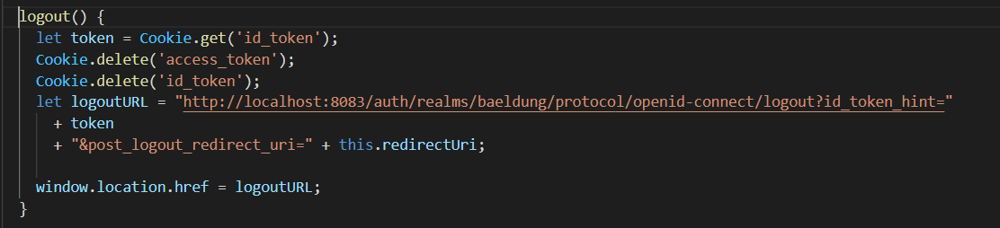 logout() {
  let token = Cookie.get('id_token');
  Cookie.delete('access_token');
  Cookie.delete('id_token');
  let logoutURL = "http://localhost:8083/auth/realms/baeldung/protocol/openid-connect/logout?id_token_hint="
    + token
    + "&post_logout_redirect_uri=" + this.redirectUri;
  window.location.href = logoutURL;
}